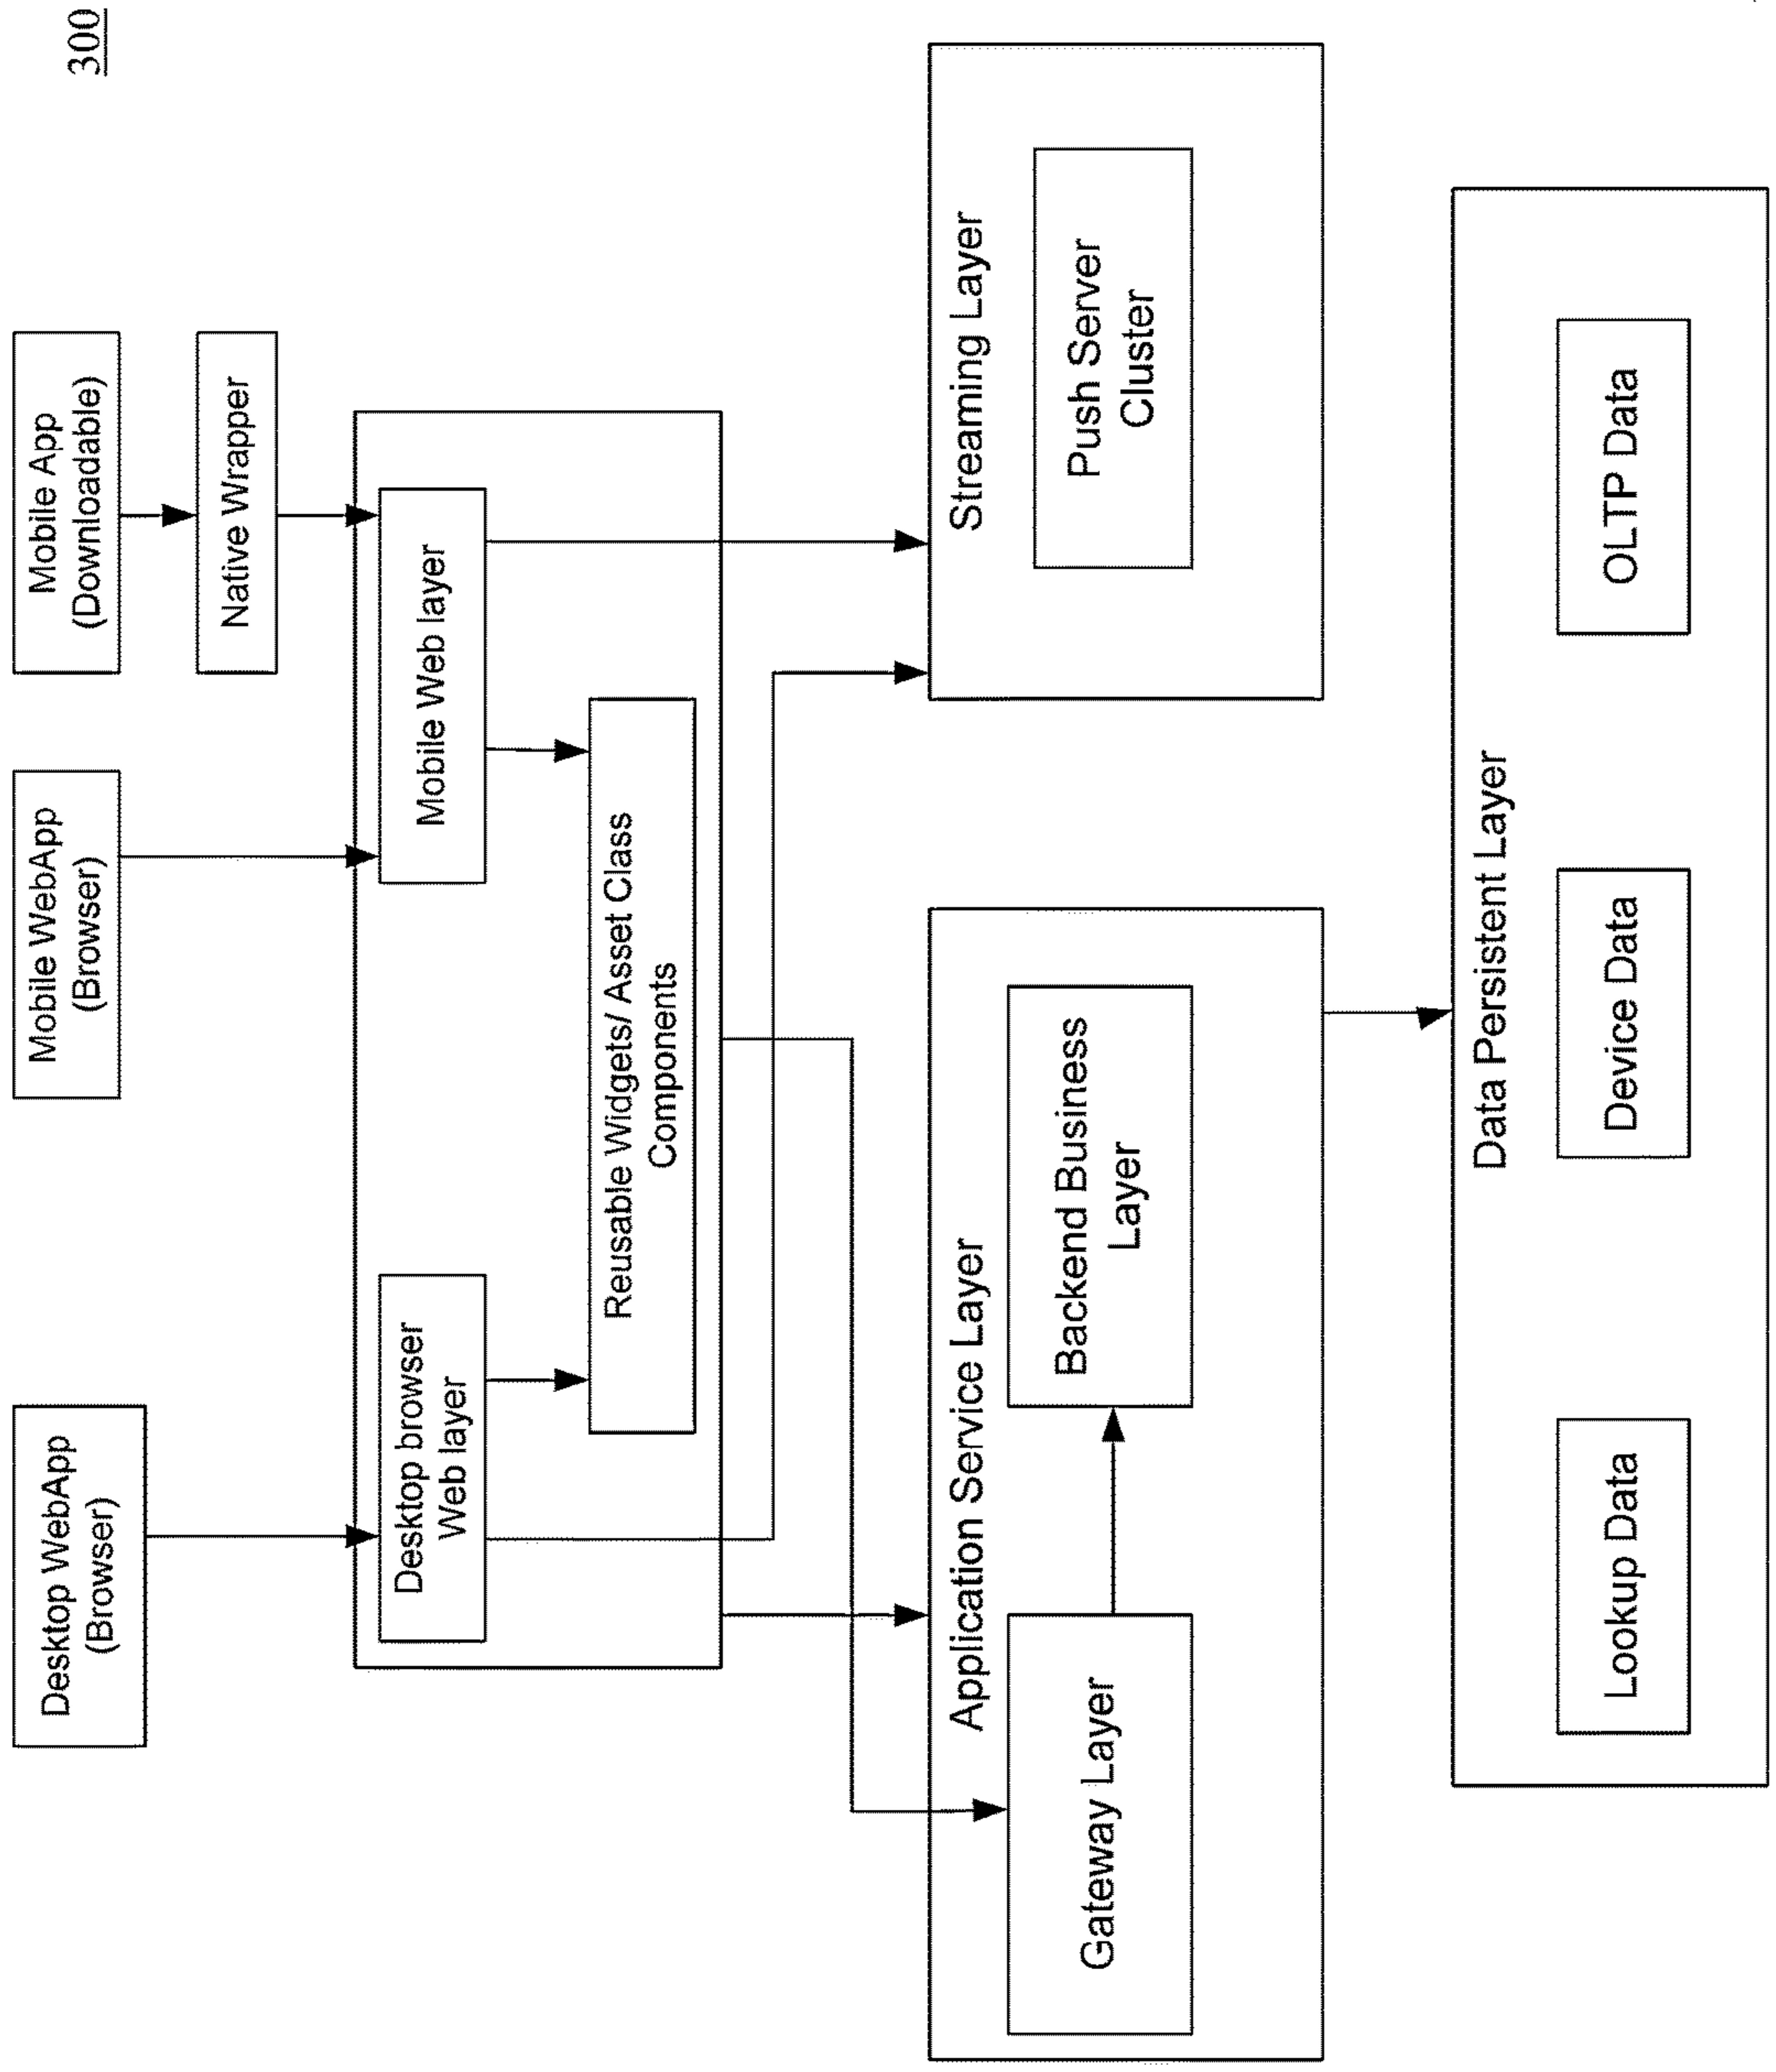 300
Desktop WebApp
(Browser)
Mobile WebApp
(Browser)
Mobile App
(Downloadable)
Native Wrapper
Desktop browser
Web layer
Mobile Web layer
Reusable Widgets/ Asset Class
Components
Application Service Layer
Gateway Layer
Backend Business
Layer
Streaming Layer
Push Server
Cluster
Data Persistent Layer
Lookup Data
Device Data
OLTP Data